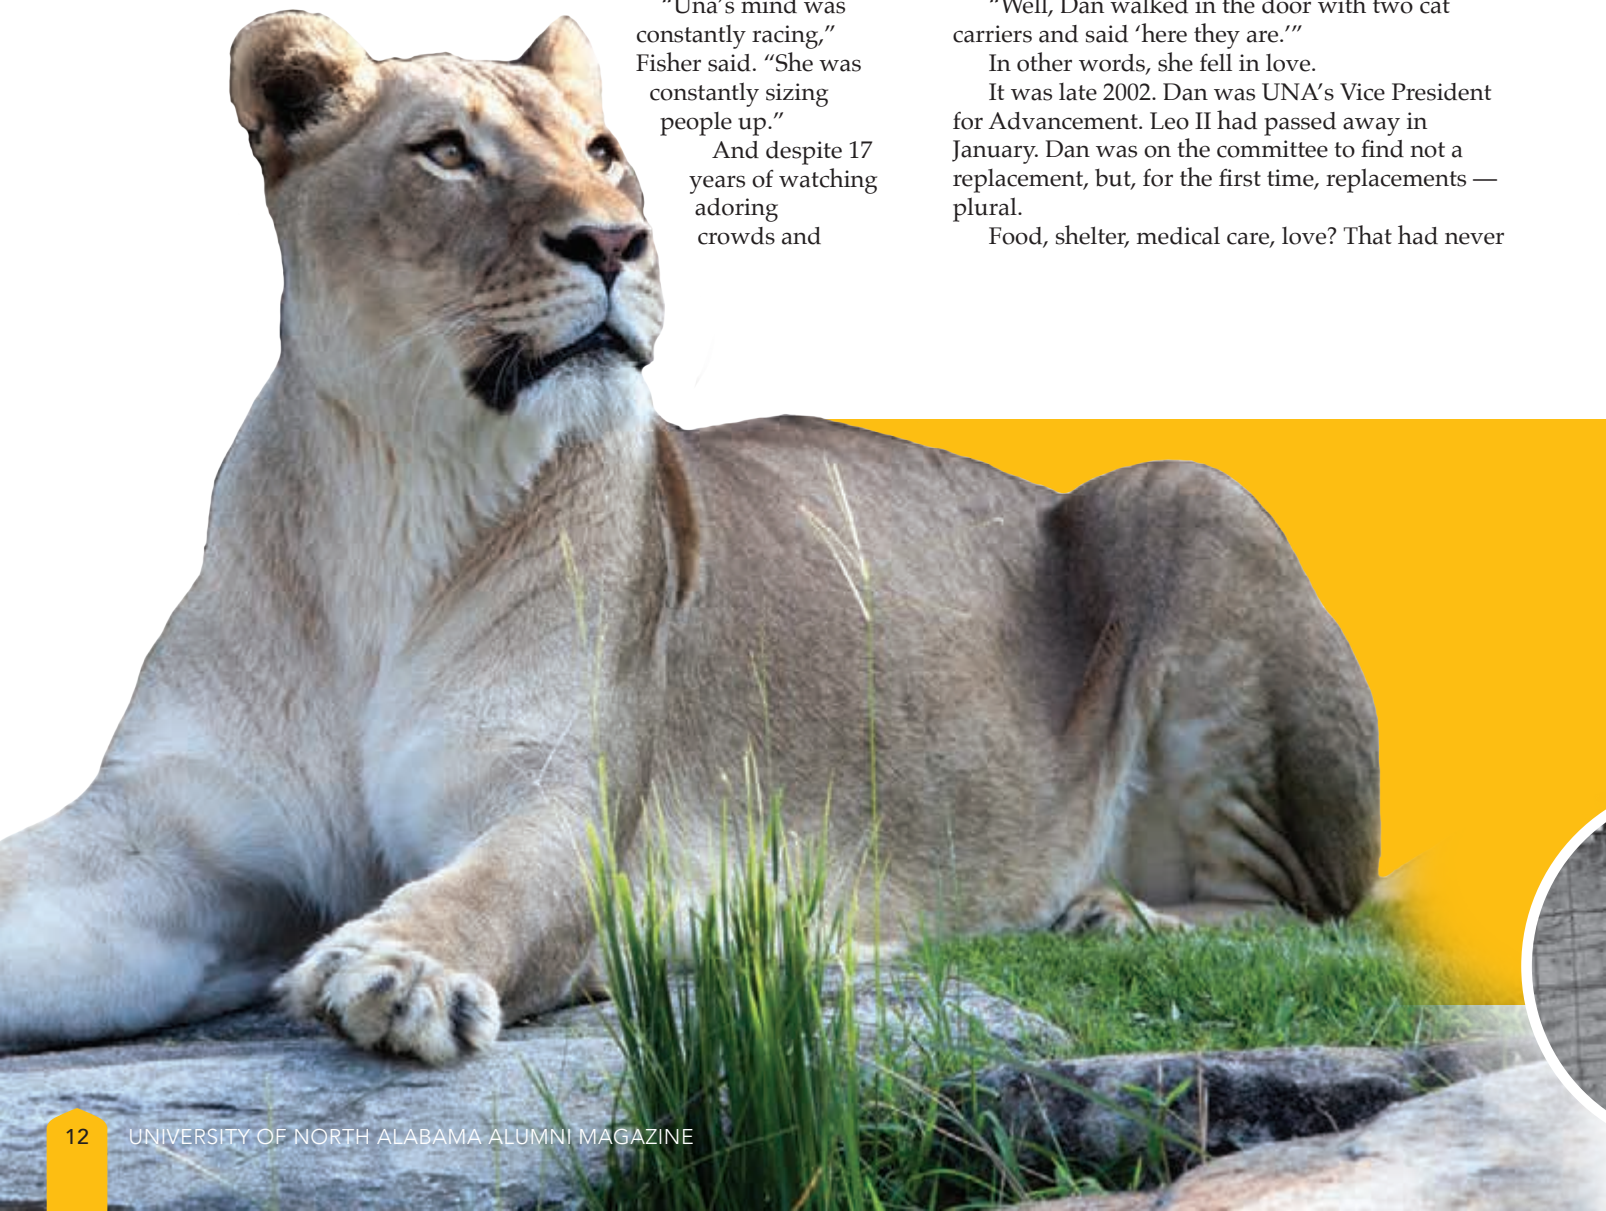 “Una’s mind was
constantly racing,”
Fisher said. “She was
constantly sizing
people up.”
And despite 17
years of watching
adoring
crowds and
“Well, Dan walked in the door with two cat
carriers and said ‘here they are.’”
In other words, she fell in love.
It was late 2002. Dan was UNA’s Vice President
for Advancement. Leo II had passed away in
January. Dan was on the committee to find not a
replacement, but, for the first time, replacements —
plural.
Food, shelter, medical care, love? That had never
12 UNIVERSITY OF NORTH ALABAMA ALUMNI MAGAZINE